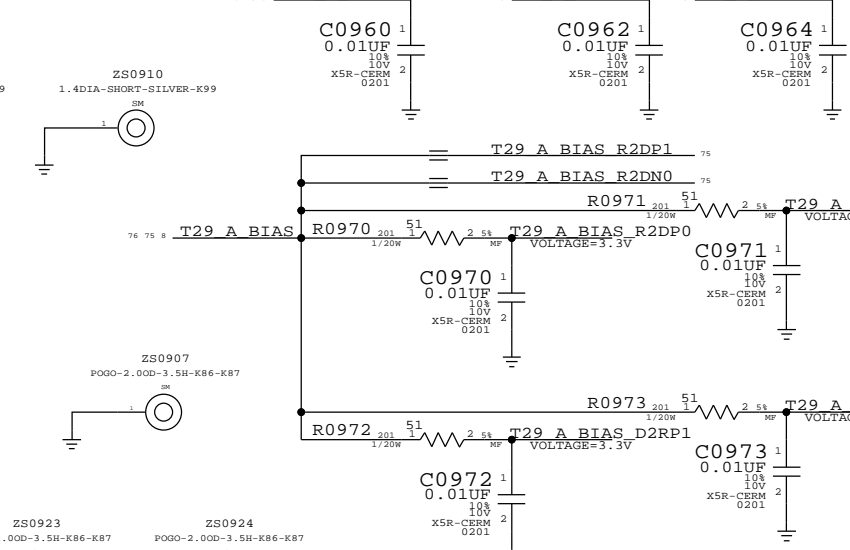 C0960 1
0.01UF
10%
10V
X5R-CERM 2
0201
C0962 1
0.01UF
10%
10V
X5R-CERM 2
0201
C0964 1
0.01UF
10%
10V
X5R-CERM 2
0201
9
ZS0910
1.4DIA-SHORT-SILVER-K99
SM
1
T29_A_BIAS_R2DP1 75
T29_A_BIAS_R2DN0 75
R0971 201 51 1 2 5% T29_A
1/20W MF VOLTAG
76 75 8 T29_A_BIAS R0970 201 51 1 2 5% T29_A_BIAS_R2DP0
1/20W MF VOLTAGE=3.3V
C0971 1
0.01UF
10%
10V
X5R-CERM 2
0201
C0970 1
0.01UF
10%
10V
X5R-CERM 2
0201
ZS0907
POGO-2.0OD-3.5H-K86-K87
SM
1
R0973 201 51 1 2 5% T29_A
1/20W MF VOLTAG
R0972 201 51 1 2 5% T29_A_BIAS_D2RP1
1/20W MF VOLTAGE=3.3V
C0973 1
0.01UF
10%
10V
X5R-CERM 2
0201
C0972 1
0.01UF
10%
10V
X5R-CERM 2
0201
ZS0923
.0OD-3.5H-K86-K87
ZS0924
POGO-2.0OD-3.5H-K86-K87